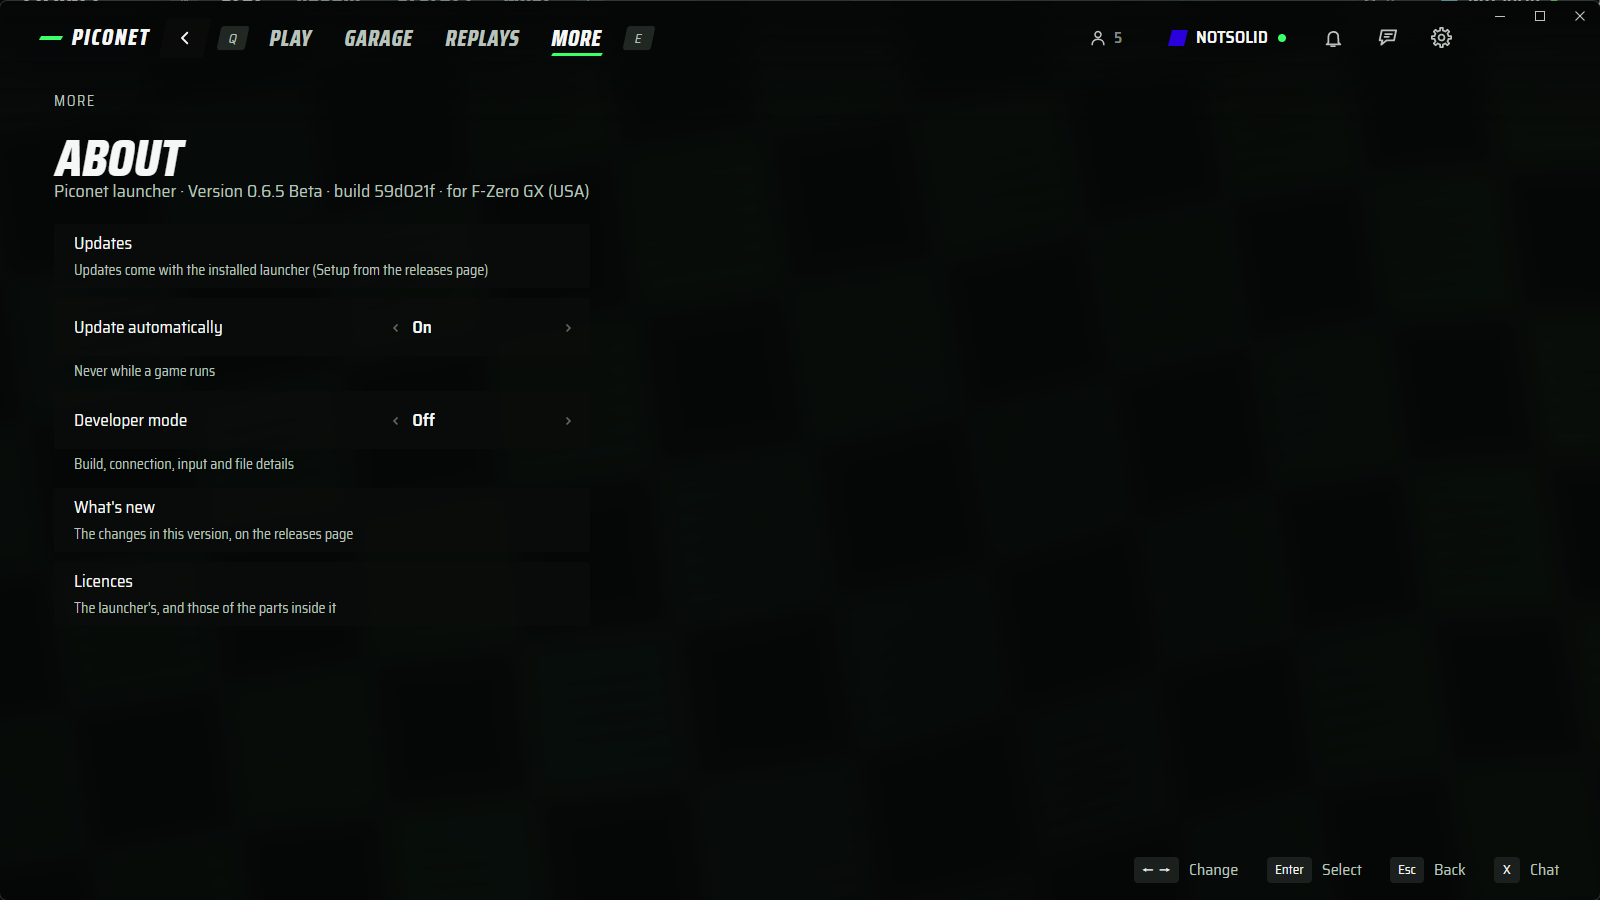 PICONET
Q
PLAY
GARAGE
REPLAYS
MORE
E
5
NOTSOLID
MORE
ABOUT
Piconet launcher · Version 0.6.5 Beta · build 59d021f · for F-Zero GX (USA)
Updates
Updates come with the installed launcher (Setup from the releases page)
Update automatically
On
Never while a game runs
Developer mode
Off
Build, connection, input and file details
What's new
The changes in this version, on the releases page
Licences
The launcher's, and those of the parts inside it
← → Change
Enter Select
Esc Back
X Chat